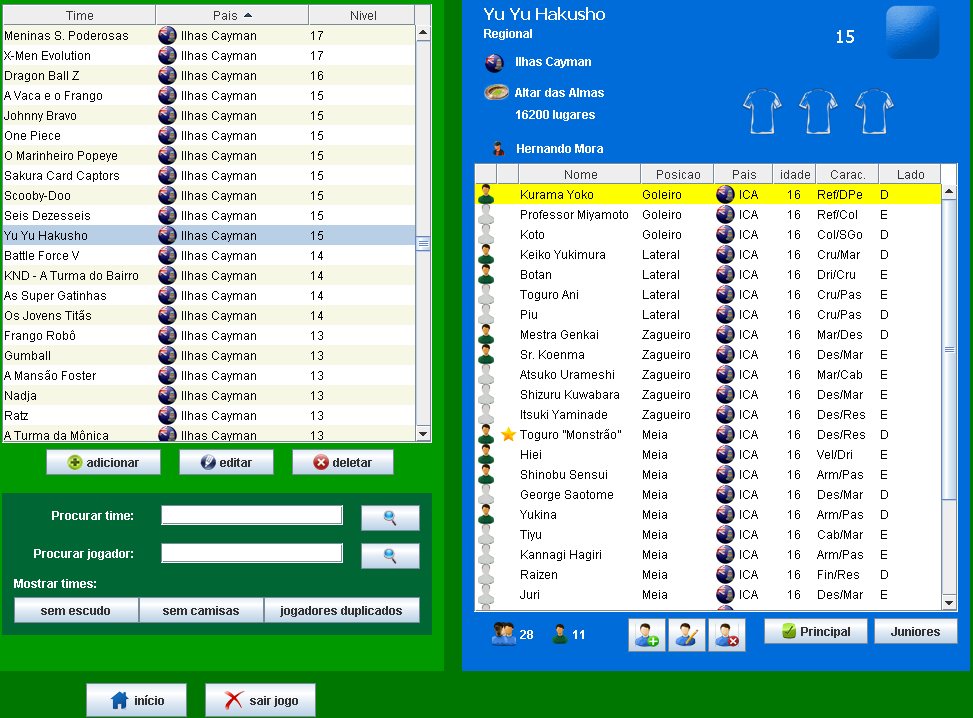 Time Pais Nivel
Meninas S. Poderosas Ilhas Cayman 17
X-Men Evolution Ilhas Cayman 17
Dragon Ball Z Ilhas Cayman 16
A Vaca e o Frango Ilhas Cayman 15
Johnny Bravo Ilhas Cayman 15
One Piece Ilhas Cayman 15
O Marinheiro Popeye Ilhas Cayman 15
Sakura Card Captors Ilhas Cayman 15
Scooby-Doo Ilhas Cayman 15
Seis Dezesseis Ilhas Cayman 15
Yu Yu Hakusho Ilhas Cayman 15
Battle Force V Ilhas Cayman 14
KND - A Turma do Bairro Ilhas Cayman 14
As Super Gatinhas Ilhas Cayman 14
Os Jovens Titãs Ilhas Cayman 14
Frango Robô Ilhas Cayman 13
Gumball Ilhas Cayman 13
A Mansão Foster Ilhas Cayman 13
Nadja Ilhas Cayman 13
Ratz Ilhas Cayman 13
A Turma da Mônica Ilhas Cayman 13
adicionar editar deletar
Procurar time:
Procurar jogador:
Mostrar times:
sem escudo sem camisas jogadores duplicados
início sair jogo
Yu Yu Hakusho
Regional
15
Ilhas Cayman
Altar das Almas
16200 lugares
Hernando Mora
Nome Posicao Pais idade Carac. Lado
Kurama Yoko Goleiro ICA 16 Ref/DPe D
Professor Miyamoto Goleiro ICA 16 Ref/Col E
Koto Goleiro ICA 16 Col/SGo D
Keiko Yukimura Lateral ICA 16 Cru/Mar D
Botan Lateral ICA 16 Dri/Cru E
Toguro Ani Lateral ICA 16 Cru/Pas E
Piu Lateral ICA 16 Cru/Pas D
Mestra Genkai Zagueiro ICA 16 Mar/Des D
Sr. Koenma Zagueiro ICA 16 Des/Mar E
Atsuko Urameshi Zagueiro ICA 16 Mar/Cab E
Shizuru Kuwabara Zagueiro ICA 16 Des/Mar E
Itsuki Yaminade Zagueiro ICA 16 Des/Res E
Toguro "Monstrão" Meia ICA 16 Des/Res D
Hiei Meia ICA 16 Vel/Dri E
Shinobu Sensui Meia ICA 16 Arm/Pas E
George Saotome Meia ICA 16 Des/Mar D
Yukina Meia ICA 16 Arm/Pas D
Tiyu Meia ICA 16 Cab/Mar E
Kannagi Hagiri Meia ICA 16 Arm/Pas E
Raizen Meia ICA 16 Fin/Res D
Juri Meia ICA 16 Des/Mar E
28 11 Principal Juniores